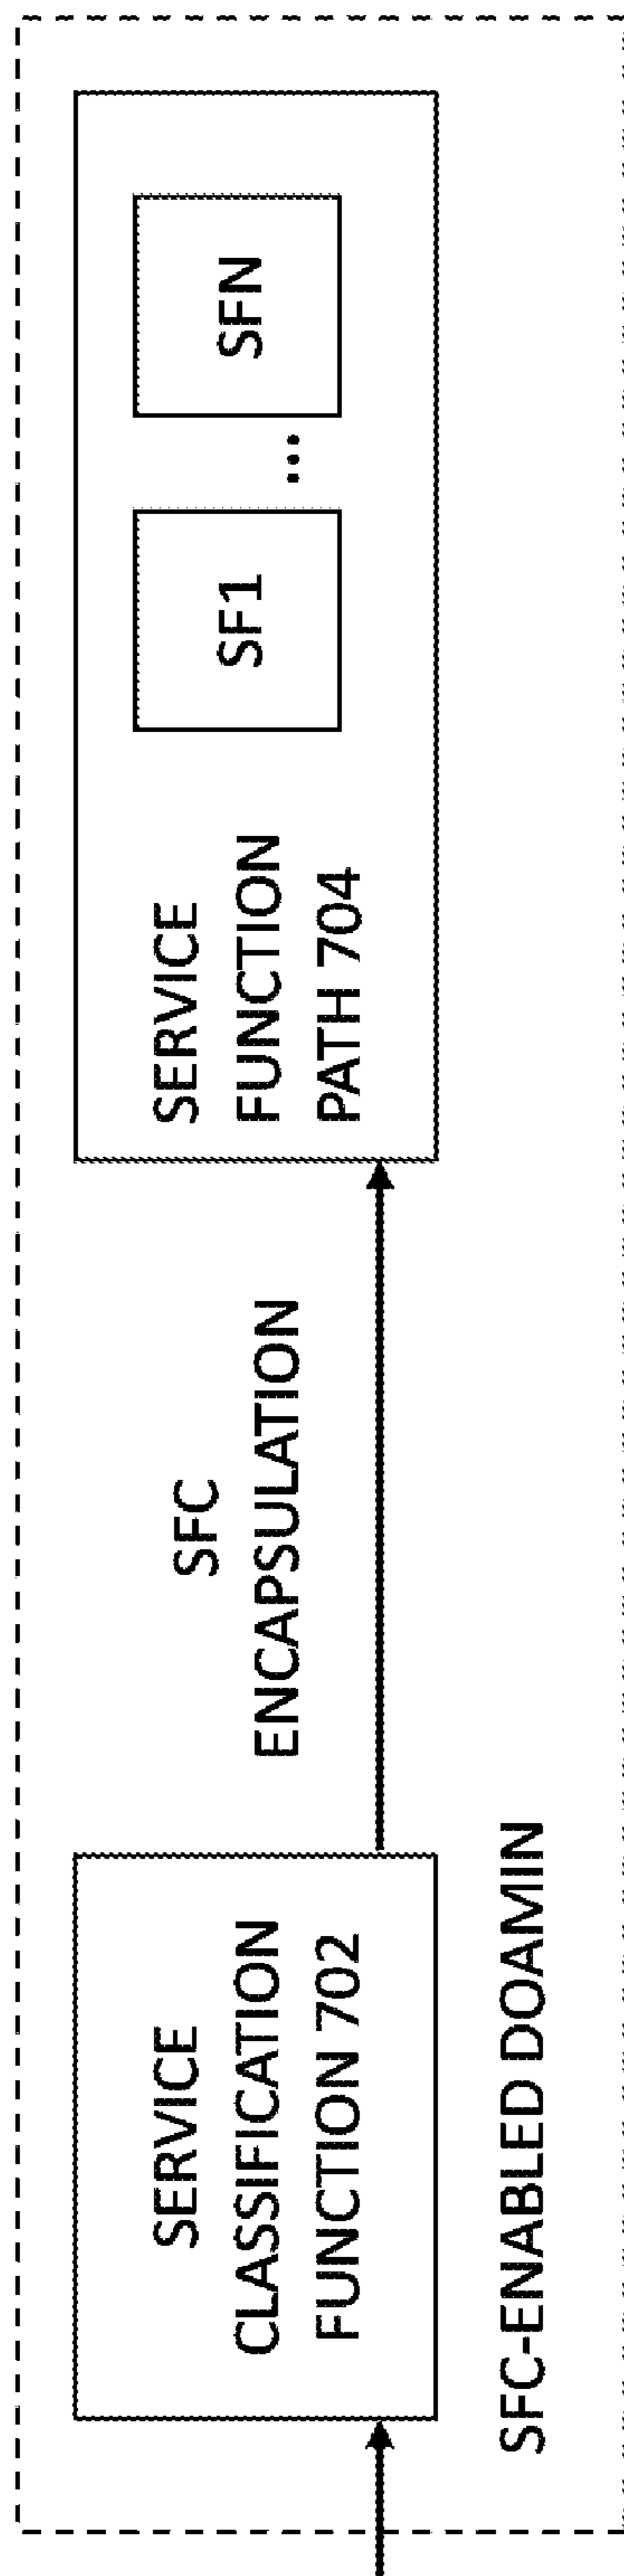 SERVICE
CLASSIFICATION
FUNCTION 702
SFC
ENCAPSULATION
SERVICE
FUNCTION
PATH 704
SF1
...
SFN
SFC-ENABLED DOAMIN